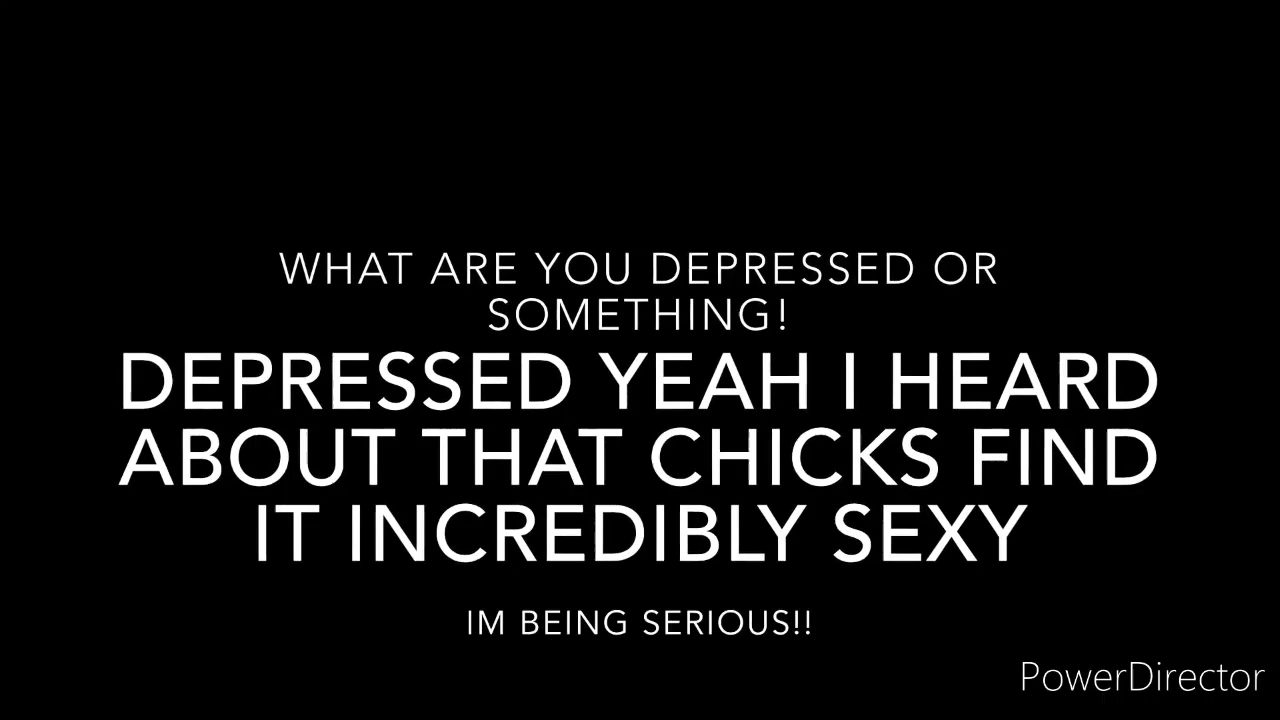 WHAT ARE YOU DEPRESSED OR
SOMETHING!
DEPRESSED YEAH I HEARD
ABOUT THAT CHICKS FIND
IT INCREDIBLY SEXY
IM BEING SERIOUS!!
PowerDirector